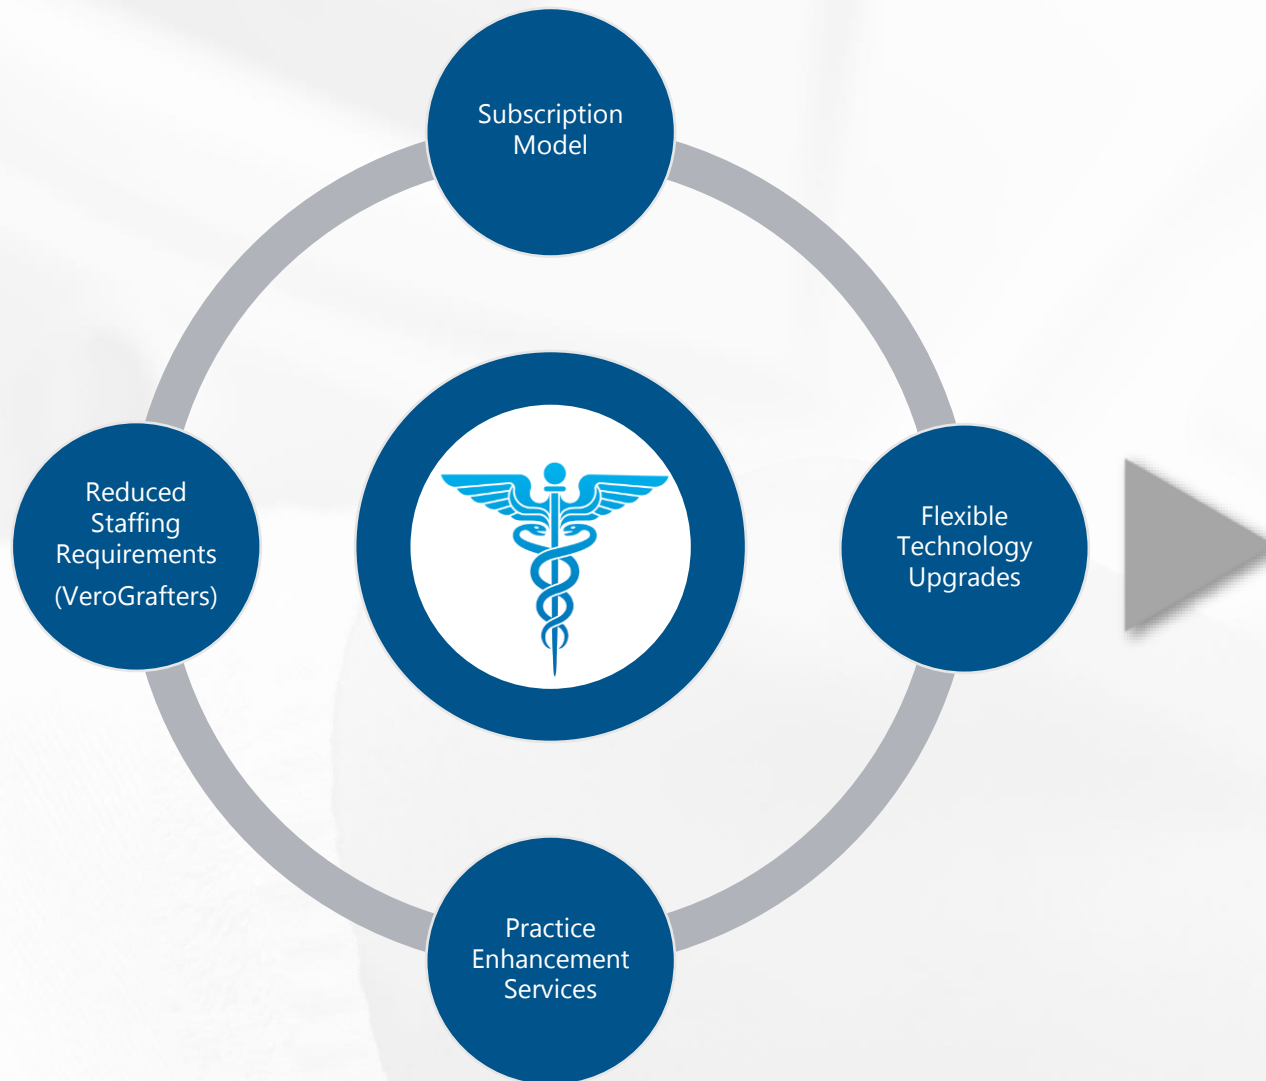 Subscription
Model
Reduced
Staffing
Requirements
(VeroGrafters)
Flexible
Technology
Upgrades
Practice
Enhancement
Services